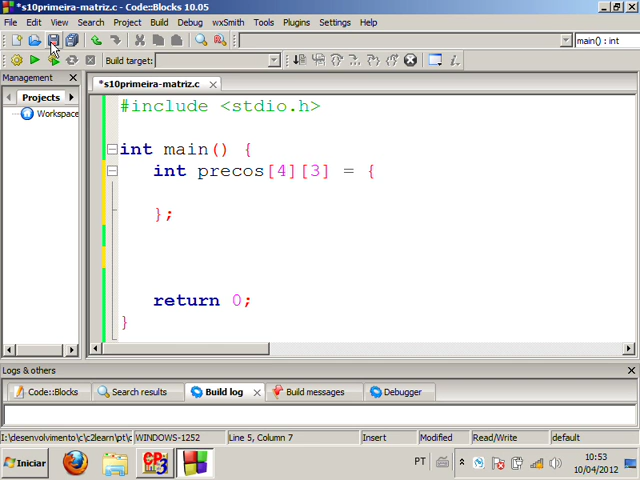 *s10primeira-matriz.c - Code::Blocks 10.05
File Edit View Search Project Build Debug wxSmith Tools Plugins Settings Help
main() : int
Build target:
Management
*s10primeira-matriz.c
Projects
Workspace
#include <stdio.h>
int main() {
int precos[4][3] = {
};
return 0;
}
Logs & others
Code::Blocks Search results Build log Build messages Debugger
I:\desenvolvimento\c\c2learn\pt\c WINDOWS-1252 Line 5, Column 7 Insert Modified Read/Write default
Iniciar PT 10:53
10/04/2012